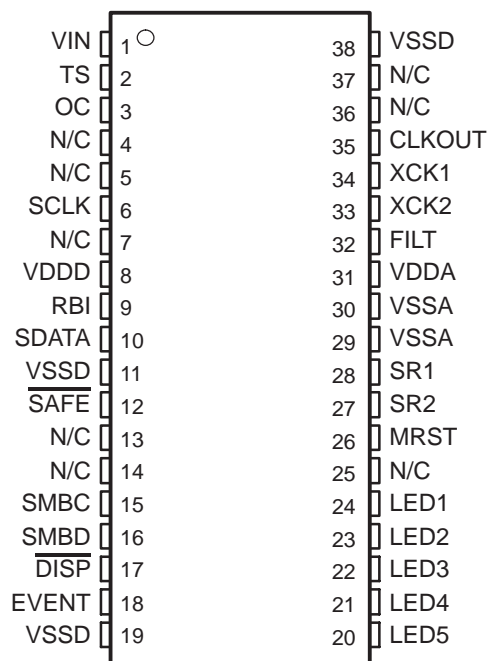 VIN 1 38 VSSD
TS 2 37 N/C
OC 3 36 N/C
N/C 4 35 CLKOUT
N/C 5 34 XCK1
SCLK 6 33 XCK2
N/C 7 32 FILT
VDDD 8 31 VDDA
RBI 9 30 VSSA
SDATA 10 29 VSSA
VSSD 11 28 SR1
SAFE 12 27 SR2
N/C 13 26 MRST
N/C 14 25 N/C
SMBC 15 24 LED1
SMBD 16 23 LED2
DISP 17 22 LED3
EVENT 18 21 LED4
VSSD 19 20 LED5